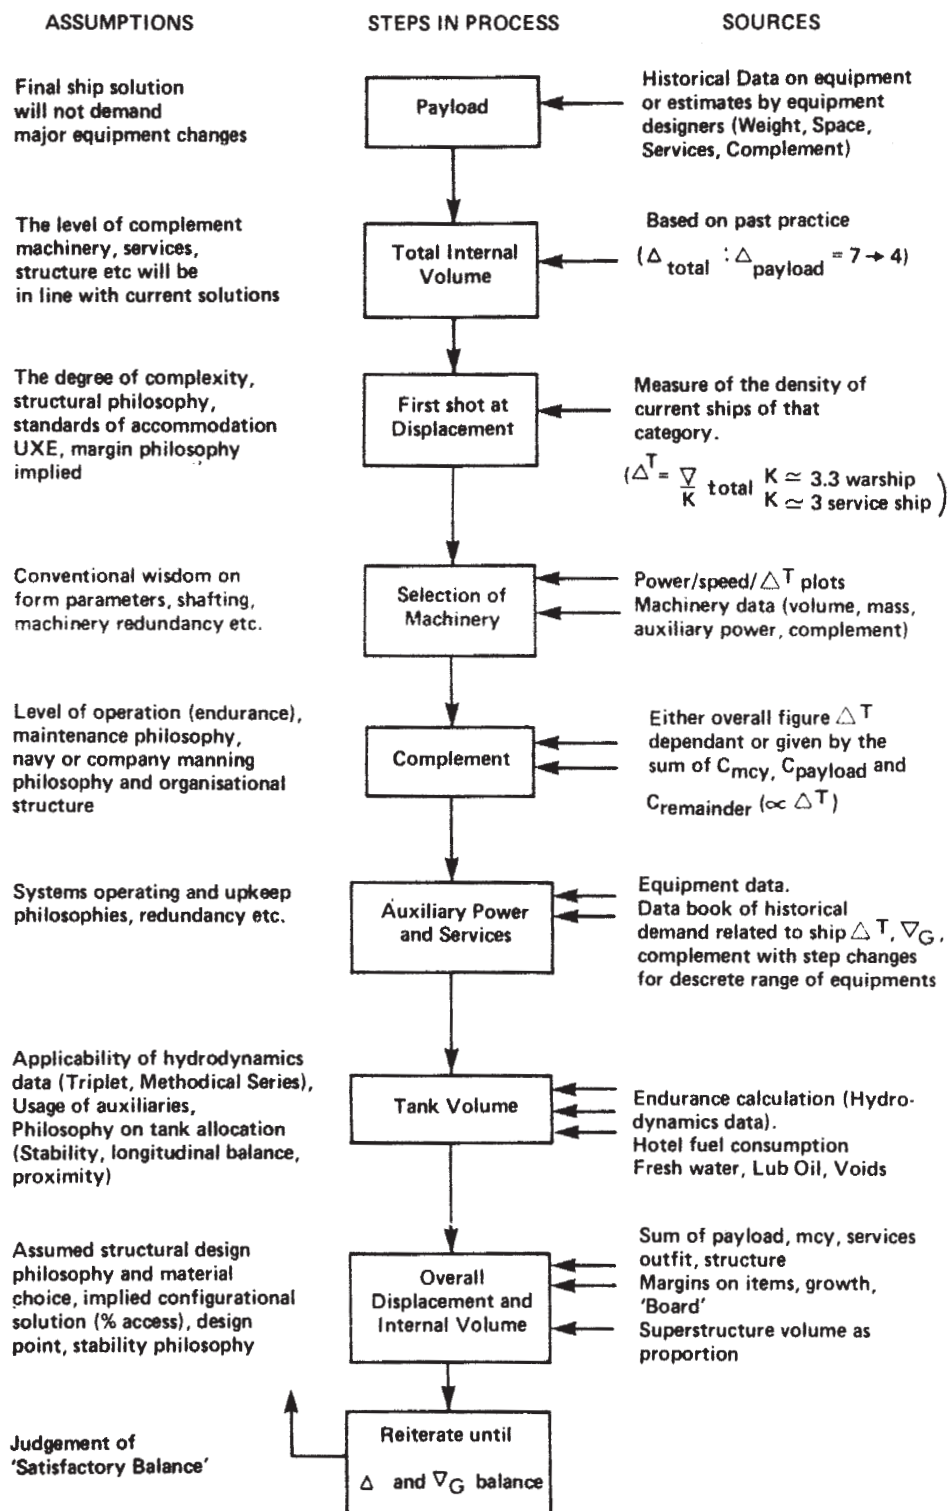 ASSUMPTIONS
STEPS IN PROCESS
SOURCES
Final ship solution
will not demand
major equipment changes
Payload
Historical Data on equipment
or estimates by equipment
designers (Weight, Space,
Services, Complement)
The level of complement
machinery, services,
structure etc will be
in line with current solutions
Total Internal
Volume
Based on past practice
(Δ total : Δ payload = 7 → 4)
The degree of complexity,
structural philosophy,
standards of accommodation
UXE, margin philosophy
implied
First shot at
Displacement
Measure of the density of
current ships of that
category.
(Δᵀ = ∇/K total K ≃ 3.3 warship
K ≃ 3 service ship)
Conventional wisdom on
form parameters, shafting,
machinery redundancy etc.
Selection of
Machinery
Power/speed/△ᵀ plots
Machinery data (volume, mass,
auxiliary power, complement)
Level of operation (endurance),
maintenance philosophy,
navy or company manning
philosophy and organisational
structure
Complement
Either overall figure △ᵀ
dependant or given by the
sum of Cmcy, Cpayload and
Cremainder (∝ △ᵀ)
Systems operating and upkeep
philosophies, redundancy etc.
Auxiliary Power
and Services
Equipment data.
Data book of historical
demand related to ship △ᵀ, ∇G,
complement with step changes
for descrete range of equipments
Applicability of hydrodynamics
data (Triplet, Methodical Series),
Usage of auxiliaries,
Philosophy on tank allocation
(Stability, longitudinal balance,
proximity)
Tank Volume
Endurance calculation (Hydro-
dynamics data).
Hotel fuel consumption
Fresh water, Lub Oil, Voids
Assumed structural design
philosophy and material
choice, implied configurational
solution (% access), design
point, stability philosophy
Overall
Displacement and
Internal Volume
Sum of payload, mcy, services
outfit, structure
Margins on items, growth,
'Board'
Superstructure volume as
proportion
Judgement of
'Satisfactory Balance'
Reiterate until
Δ and ∇G balance